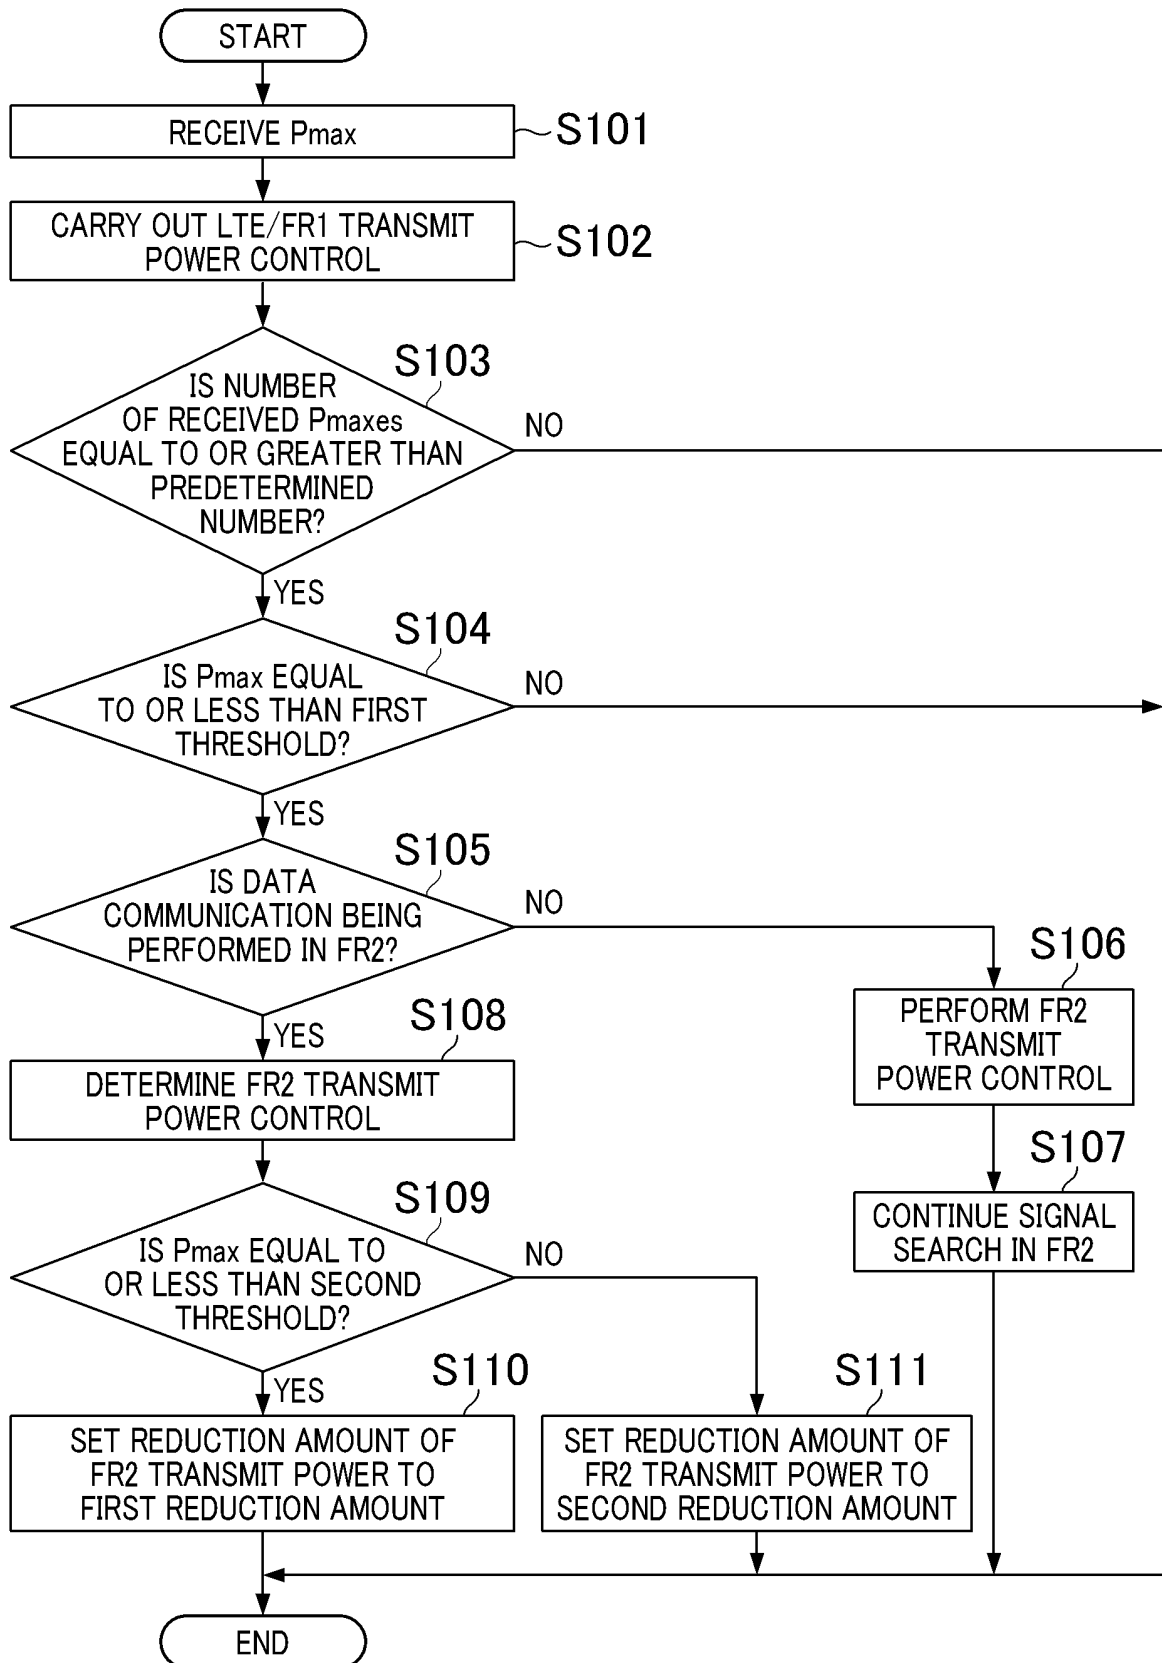 START
RECEIVE Pmax
S101
CARRY OUT LTE/FR1 TRANSMIT
POWER CONTROL
S102
S103
IS NUMBER
OF RECEIVED Pmaxes
EQUAL TO OR GREATER THAN
PREDETERMINED
NUMBER?
NO
YES
S104
IS Pmax EQUAL
TO OR LESS THAN FIRST
THRESHOLD?
NO
YES
S105
IS DATA
COMMUNICATION BEING
PERFORMED IN FR2?
NO
YES
S106
PERFORM FR2
TRANSMIT
POWER CONTROL
S107
CONTINUE SIGNAL
SEARCH IN FR2
S108
DETERMINE FR2 TRANSMIT
POWER CONTROL
S109
IS Pmax EQUAL TO
OR LESS THAN SECOND
THRESHOLD?
NO
YES
S110
SET REDUCTION AMOUNT OF
FR2 TRANSMIT POWER TO
FIRST REDUCTION AMOUNT
S111
SET REDUCTION AMOUNT OF
FR2 TRANSMIT POWER TO
SECOND REDUCTION AMOUNT
END